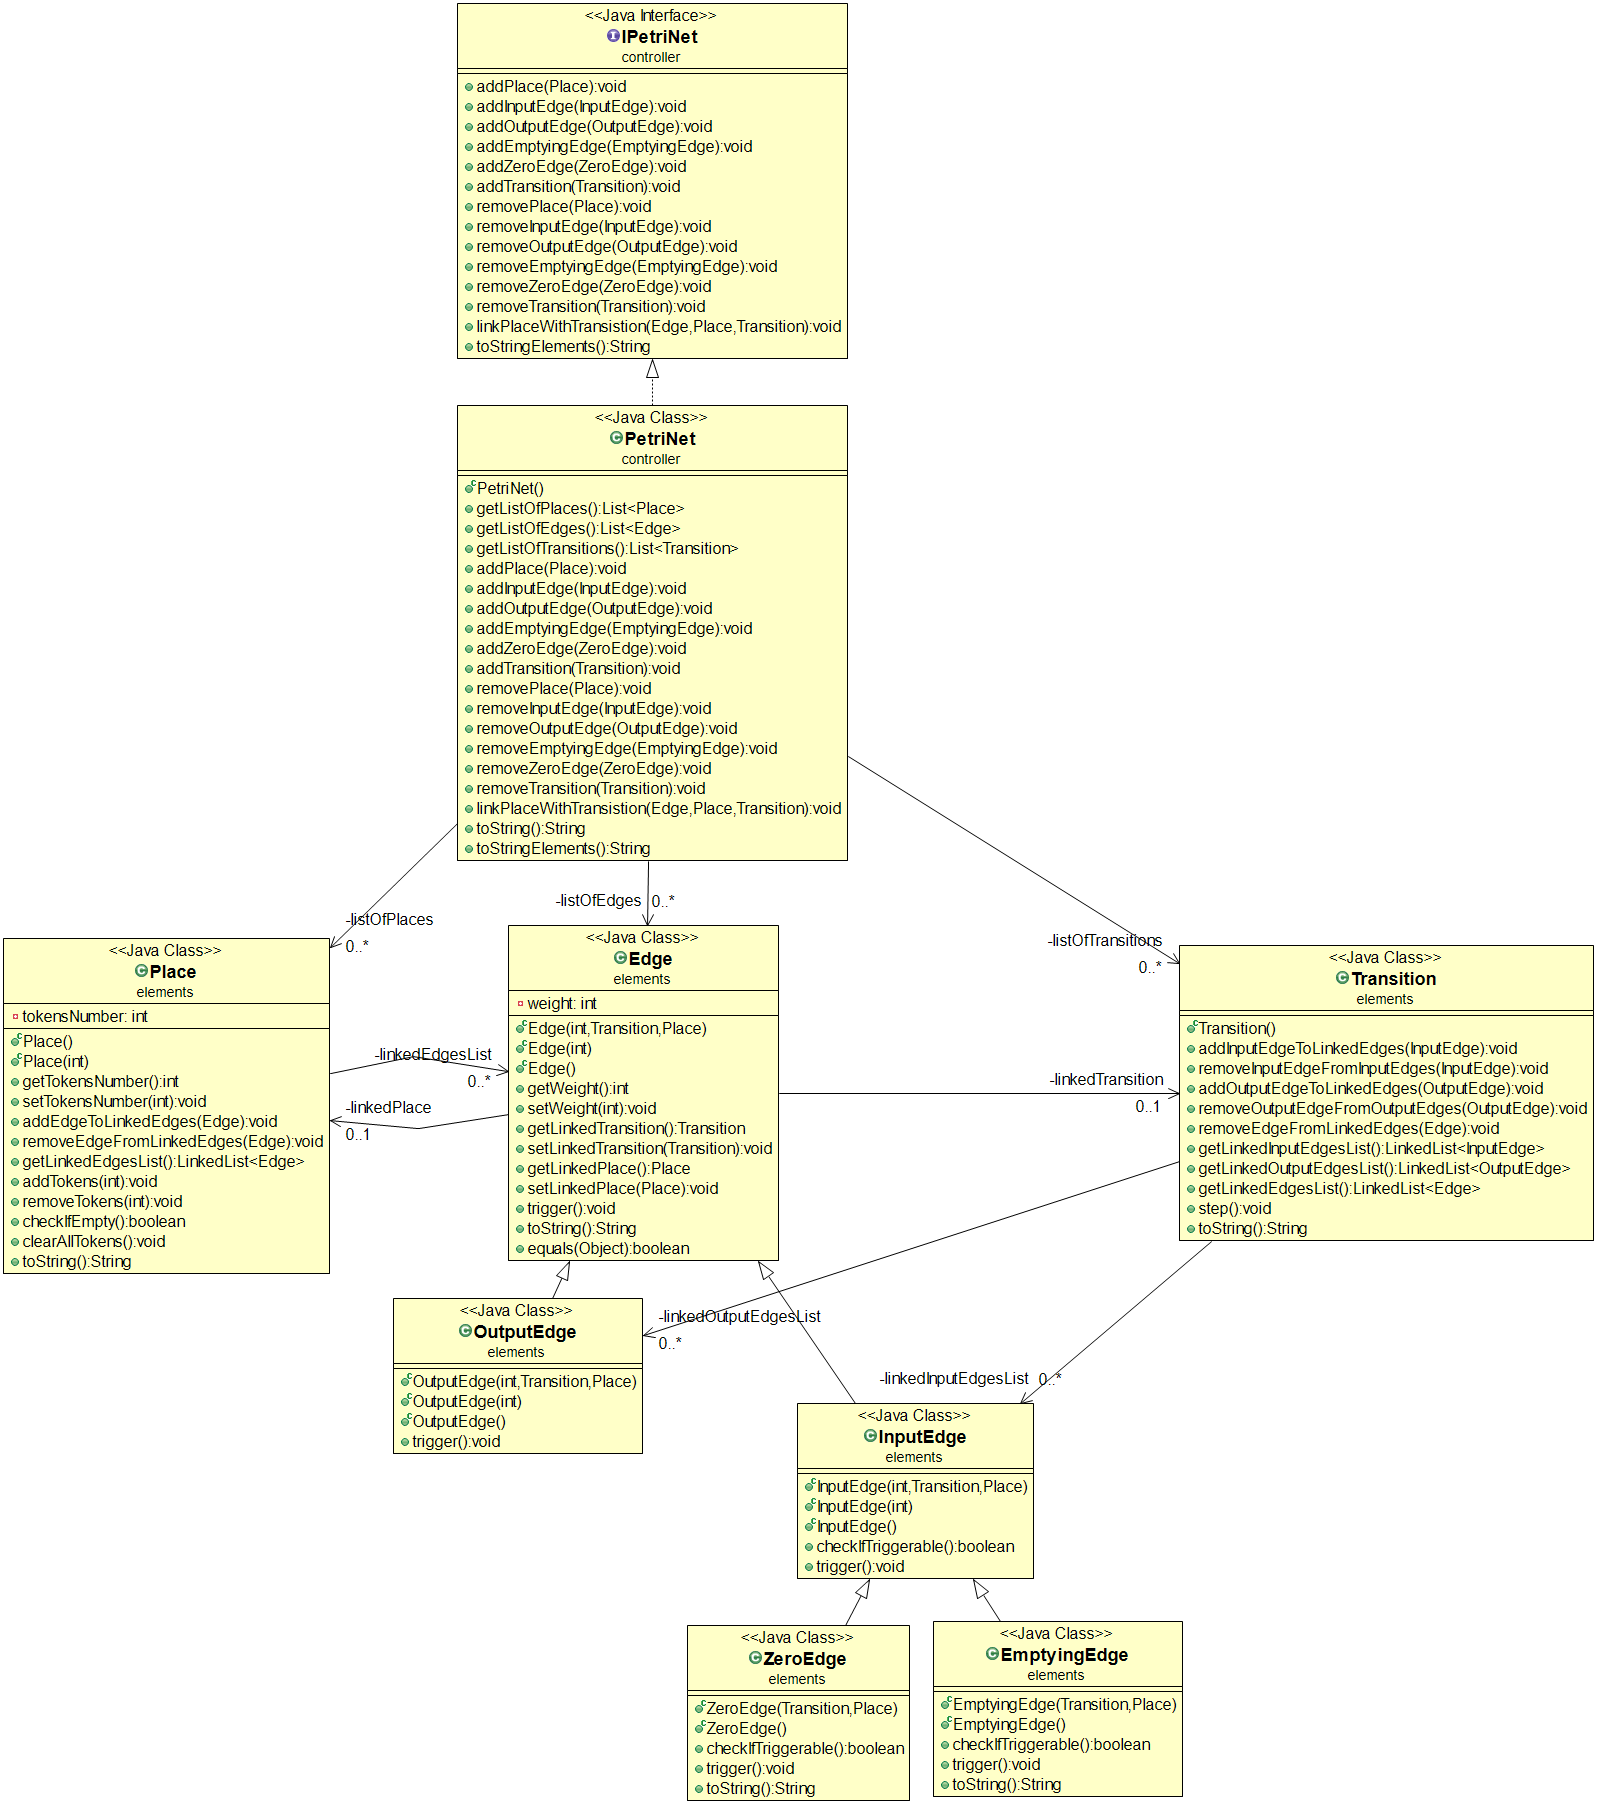 <<Java Interface>>
IPetriNet
controller
addPlace(Place):void
addInputEdge(InputEdge):void
addOutputEdge(OutputEdge):void
addEmptyingEdge(EmptyingEdge):void
addZeroEdge(ZeroEdge):void
addTransition(Transition):void
removePlace(Place):void
removeInputEdge(InputEdge):void
removeOutputEdge(OutputEdge):void
removeEmptyingEdge(EmptyingEdge):void
removeZeroEdge(ZeroEdge):void
removeTransition(Transition):void
linkPlaceWithTransistion(Edge,Place,Transition):void
toStringElements():String
<<Java Class>>
PetriNet
controller
PetriNet()
getListOfPlaces():List<Place>
getListOfEdges():List<Edge>
getListOfTransitions():List<Transition>
addPlace(Place):void
addInputEdge(InputEdge):void
addOutputEdge(OutputEdge):void
addEmptyingEdge(EmptyingEdge):void
addZeroEdge(ZeroEdge):void
addTransition(Transition):void
removePlace(Place):void
removeInputEdge(InputEdge):void
removeOutputEdge(OutputEdge):void
removeEmptyingEdge(EmptyingEdge):void
removeZeroEdge(ZeroEdge):void
removeTransition(Transition):void
linkPlaceWithTransistion(Edge,Place,Transition):void
toString():String
toStringElements():String
-listOfPlaces
0..*
-listOfEdges 0..*
-listOfTransitions
0..*
<<Java Class>>
Place
elements
tokensNumber: int
Place()
Place(int)
getTokensNumber():int
setTokensNumber(int):void
addEdgeToLinkedEdges(Edge):void
removeEdgeFromLinkedEdges(Edge):void
getLinkedEdgesList():LinkedList<Edge>
addTokens(int):void
removeTokens(int):void
checkIfEmpty():boolean
clearAllTokens():void
toString():String
-linkedEdgesList
0..*
-linkedPlace
0..1
<<Java Class>>
Edge
elements
weight: int
Edge(int,Transition,Place)
Edge(int)
Edge()
getWeight():int
setWeight(int):void
getLinkedTransition():Transition
setLinkedTransition(Transition):void
getLinkedPlace():Place
setLinkedPlace(Place):void
trigger():void
toString():String
equals(Object):boolean
-linkedTransition
0..1
<<Java Class>>
Transition
elements
Transition()
addInputEdgeToLinkedEdges(InputEdge):void
removeInputEdgeFromInputEdges(InputEdge):void
addOutputEdgeToLinkedEdges(OutputEdge):void
removeOutputEdgeFromOutputEdges(OutputEdge):void
removeEdgeFromLinkedEdges(Edge):void
getLinkedInputEdgesList():LinkedList<InputEdge>
getLinkedOutputEdgesList():LinkedList<OutputEdge>
getLinkedEdgesList():LinkedList<Edge>
step():void
toString():String
<<Java Class>>
OutputEdge
elements
OutputEdge(int,Transition,Place)
OutputEdge(int)
OutputEdge()
trigger():void
-linkedOutputEdgesList
0..*
-linkedInputEdgesList 0..*
<<Java Class>>
InputEdge
elements
InputEdge(int,Transition,Place)
InputEdge(int)
InputEdge()
checkIfTriggerable():boolean
trigger():void
<<Java Class>>
ZeroEdge
elements
ZeroEdge(Transition,Place)
ZeroEdge()
checkIfTriggerable():boolean
trigger():void
toString():String
<<Java Class>>
EmptyingEdge
elements
EmptyingEdge(Transition,Place)
EmptyingEdge()
checkIfTriggerable():boolean
trigger():void
toString():String